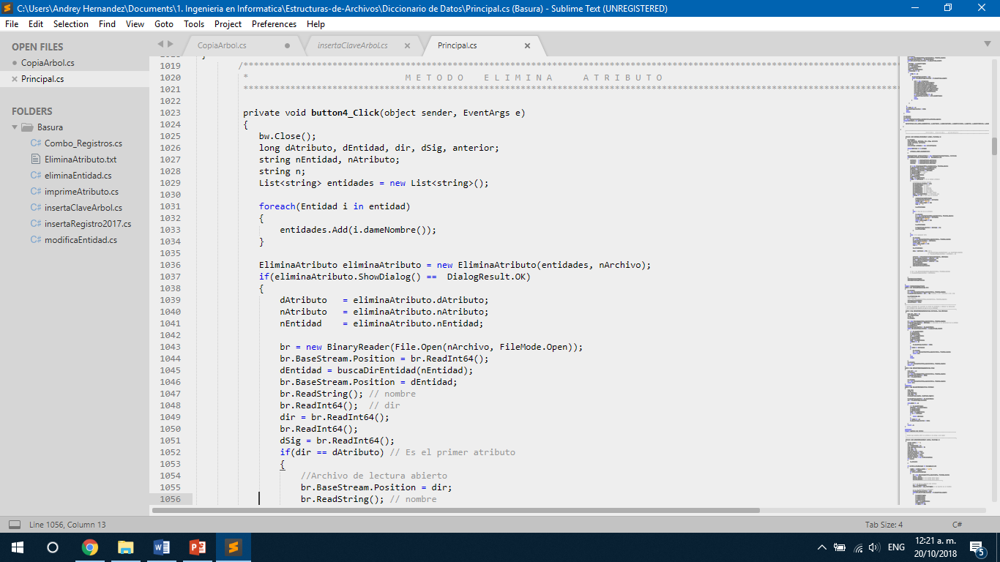 C:\Users\Andrey Hernandez\Documents\1. Ingenieria en Informatica\Estructuras-de-Archivos\Diccionario de Datos\Principal.cs (Basura) - Sublime Text (UNREGISTERED)
File Edit Selection Find View Goto Tools Project Preferences Help
OPEN FILES
CopiaArbol.cs
Principal.cs
FOLDERS
Basura
C# Combo_Registros.cs
EliminaAtributo.txt
C# eliminaEntidad.cs
C# imprimeAtributo.cs
C# insertaClaveArbol.cs
C# insertaRegistro2017.cs
C# modificaEntidad.cs
CopiaArbol.cs insertaClaveArbol.cs Principal.cs
1019 /*****************************************************************************************************************************
1020 * M E T O D O   E L I M I N A   A T R I B U T O
1021 *****************************************************************************************************************************
1022
1023 private void button4_Click(object sender, EventArgs e)
1024 {
1025 bw.Close();
1026 long dAtributo, dEntidad, dir, dSig, anterior;
1027 string nEntidad, nAtributo;
1028 string n;
1029 List<string> entidades = new List<string>();
1030
1031 foreach(Entidad i in entidad)
1032 {
1033 entidades.Add(i.dameNombre());
1034 }
1035
1036 EliminaAtributo eliminaAtributo = new EliminaAtributo(entidades, nArchivo);
1037 if(eliminaAtributo.ShowDialog() ==  DialogResult.OK)
1038 {
1039 dAtributo   = eliminaAtributo.dAtributo;
1040 nAtributo   = eliminaAtributo.nAtributo;
1041 nEntidad    = eliminaAtributo.nEntidad;
1042
1043 br = new BinaryReader(File.Open(nArchivo, FileMode.Open));
1044 br.BaseStream.Position = br.ReadInt64();
1045 dEntidad = buscaDirEntidad(nEntidad);
1046 br.BaseStream.Position = dEntidad;
1047 br.ReadString(); // nombre
1048 br.ReadInt64();  // dir
1049 dir = br.ReadInt64();
1050 br.ReadInt64();
1051 dSig = br.ReadInt64();
1052 if(dir == dAtributo) // Es el primer atributo
1053 {
1054 //Archivo de lectura abierto
1055 br.BaseStream.Position = dir;
1056 br.ReadString(); // nombre
Line 1056, Column 13 Tab Size: 4 C#
ENG 12:21 a. m.
20/10/2018 5